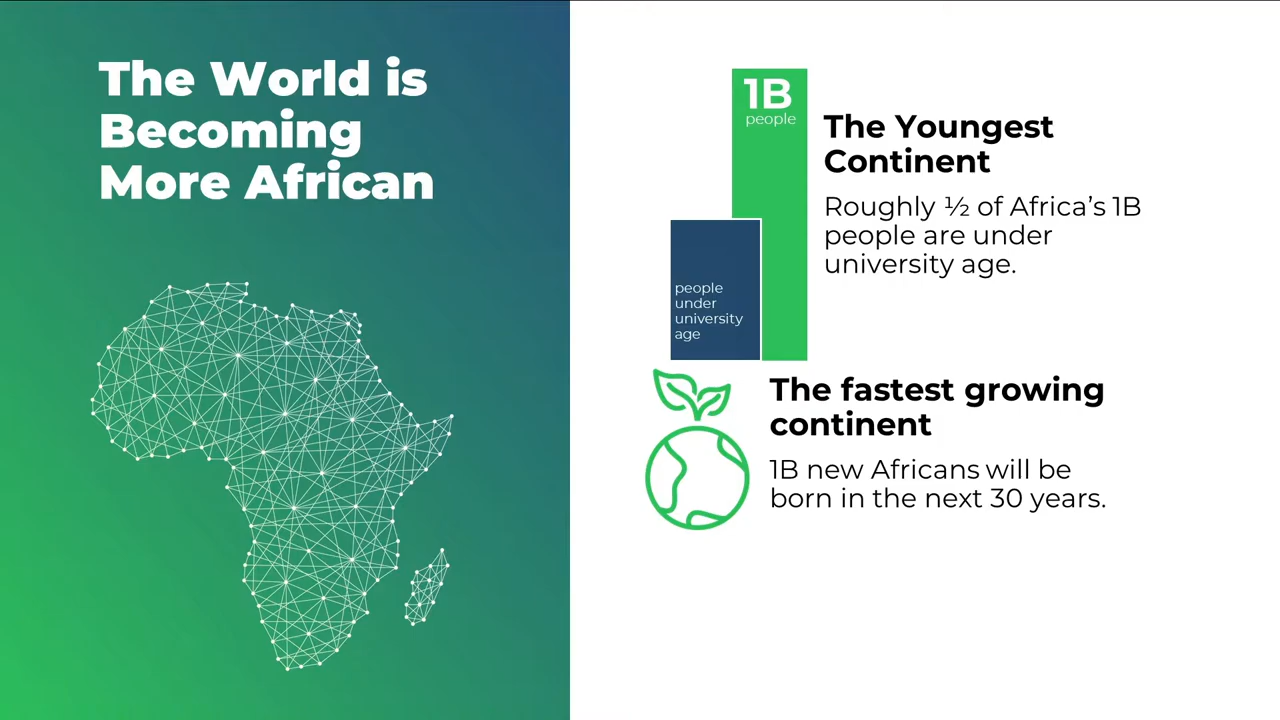 The World is
Becoming
More African
1B
people
people
under
university
age
The Youngest
Continent
Roughly ½ of Africa’s 1B
people are under
university age.
The fastest growing
continent
1B new Africans will be
born in the next 30 years.